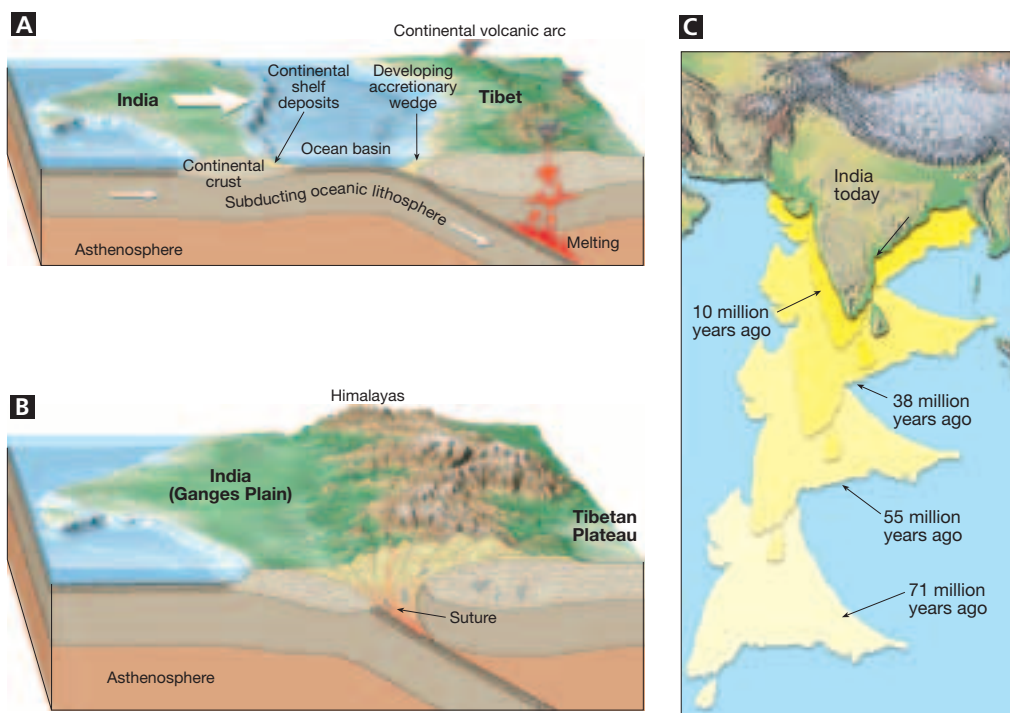 A
Continental volcanic arc
India
Continental
shelf
deposits
Developing
accretionary
wedge
Tibet
Ocean basin
Continental
crust
Subducting oceanic lithosphere
Asthenosphere
Melting
B
Himalayas
India
(Ganges Plain)
Tibetan
Plateau
Suture
Asthenosphere
C
India
today
10 million
years ago
38 million
years ago
55 million
years ago
71 million
years ago